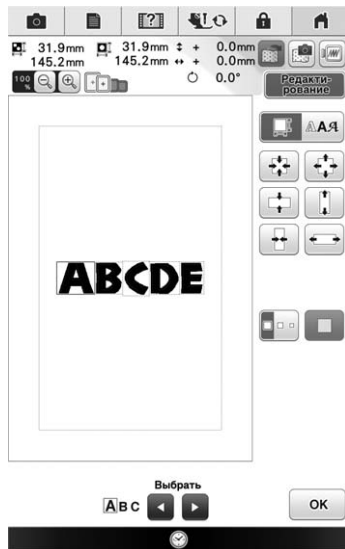 31.9mm 31.9mm + 0.0mm
145.2mm 145.2mm + 0.0mm
100 % 0.0°
Редакти-
рование
AAA
ABCDE
Выбрать
ABC
OK